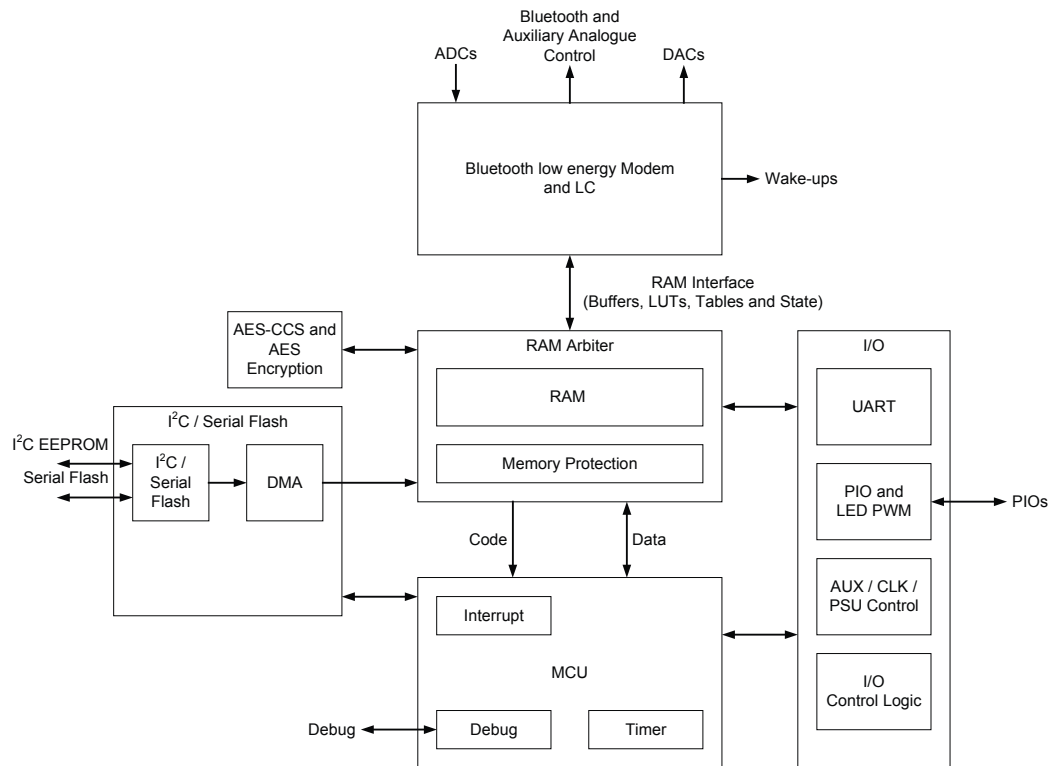 Bluetooth and
Auxiliary Analogue
Control
ADCs
DACs
Bluetooth low energy Modem
and LC
Wake-ups
RAM Interface
(Buffers, LUTs, Tables and State)
AES-CCS and
AES
Encryption
RAM Arbiter
RAM
Memory Protection
I/O
UART
PIO and
LED PWM
PIOs
AUX / CLK /
PSU Control
I/O
Control Logic
I²C / Serial Flash
I²C EEPROM
Serial Flash
I²C /
Serial
Flash
DMA
Code
Data
Interrupt
MCU
Debug
Debug
Timer